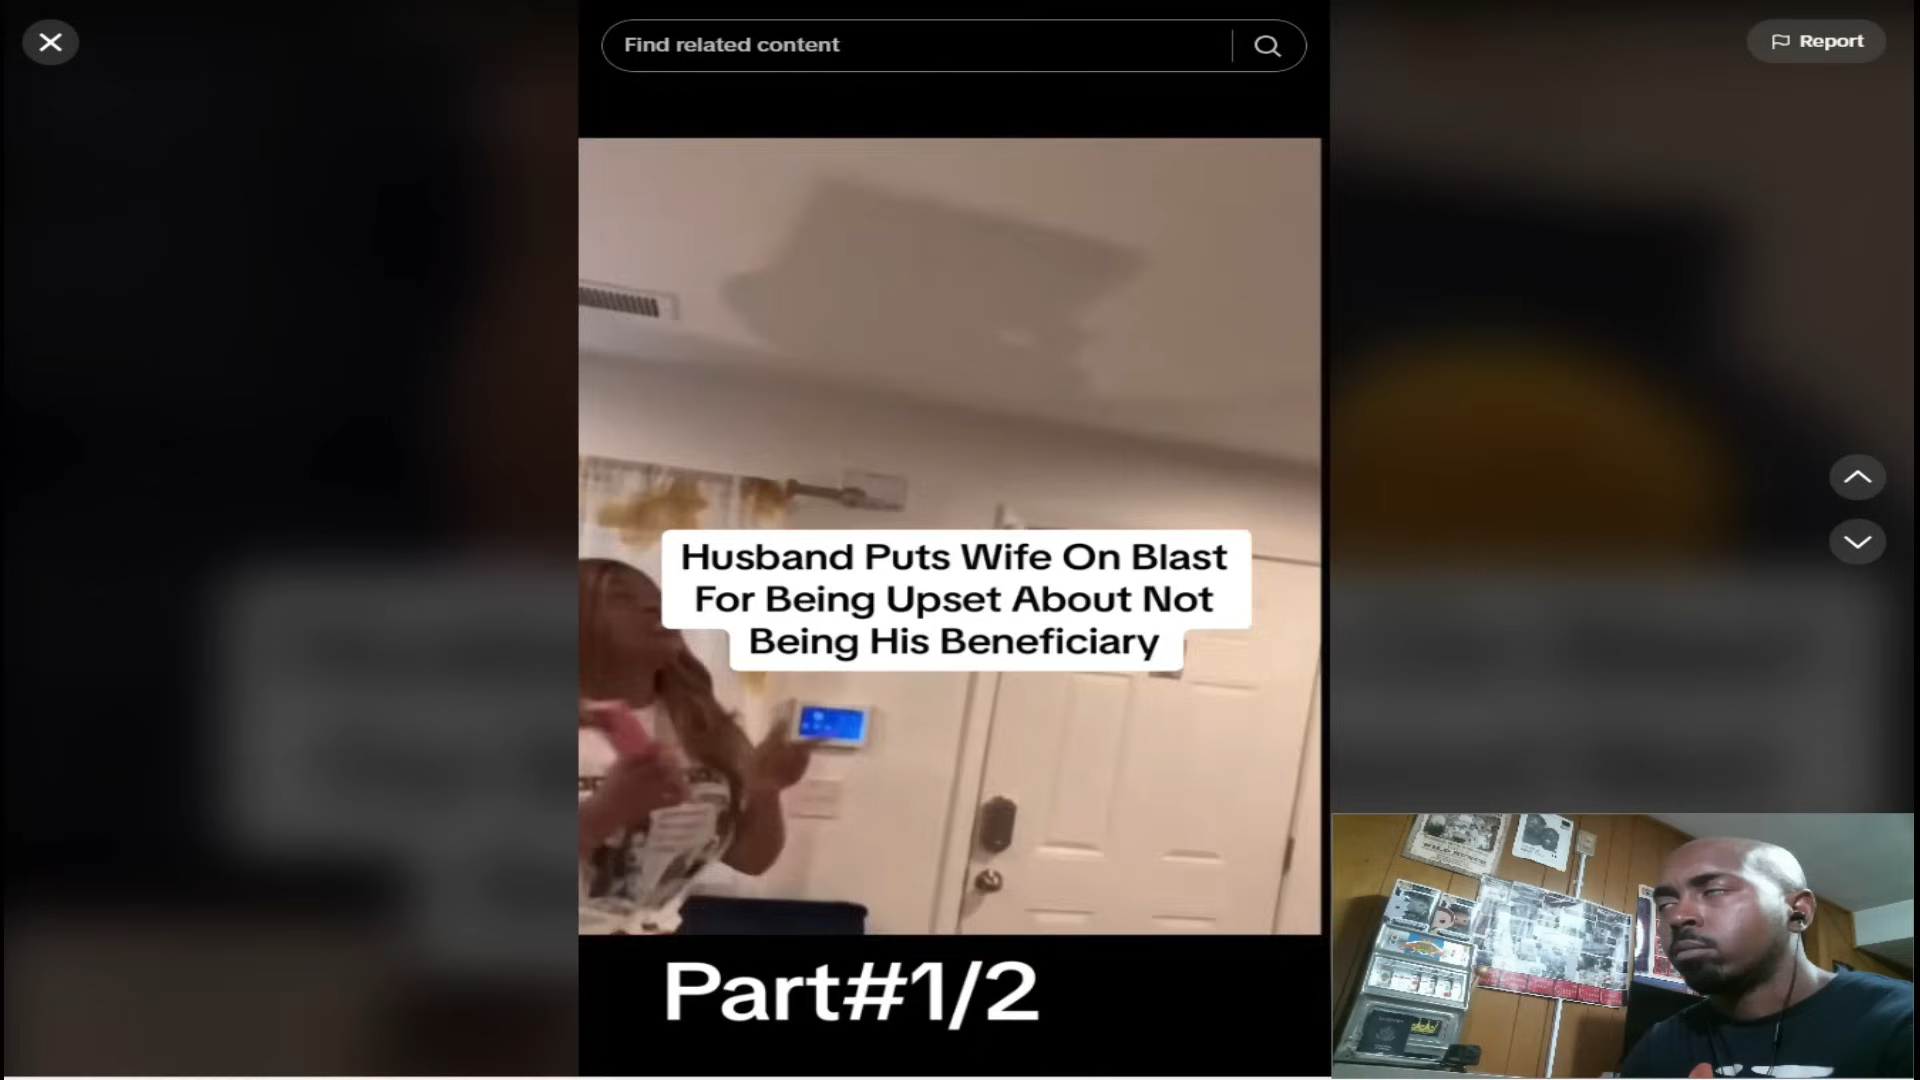 Find related content
Report
Husband Puts Wife On Blast
For Being Upset About Not
Being His Beneficiary
Part#1/2